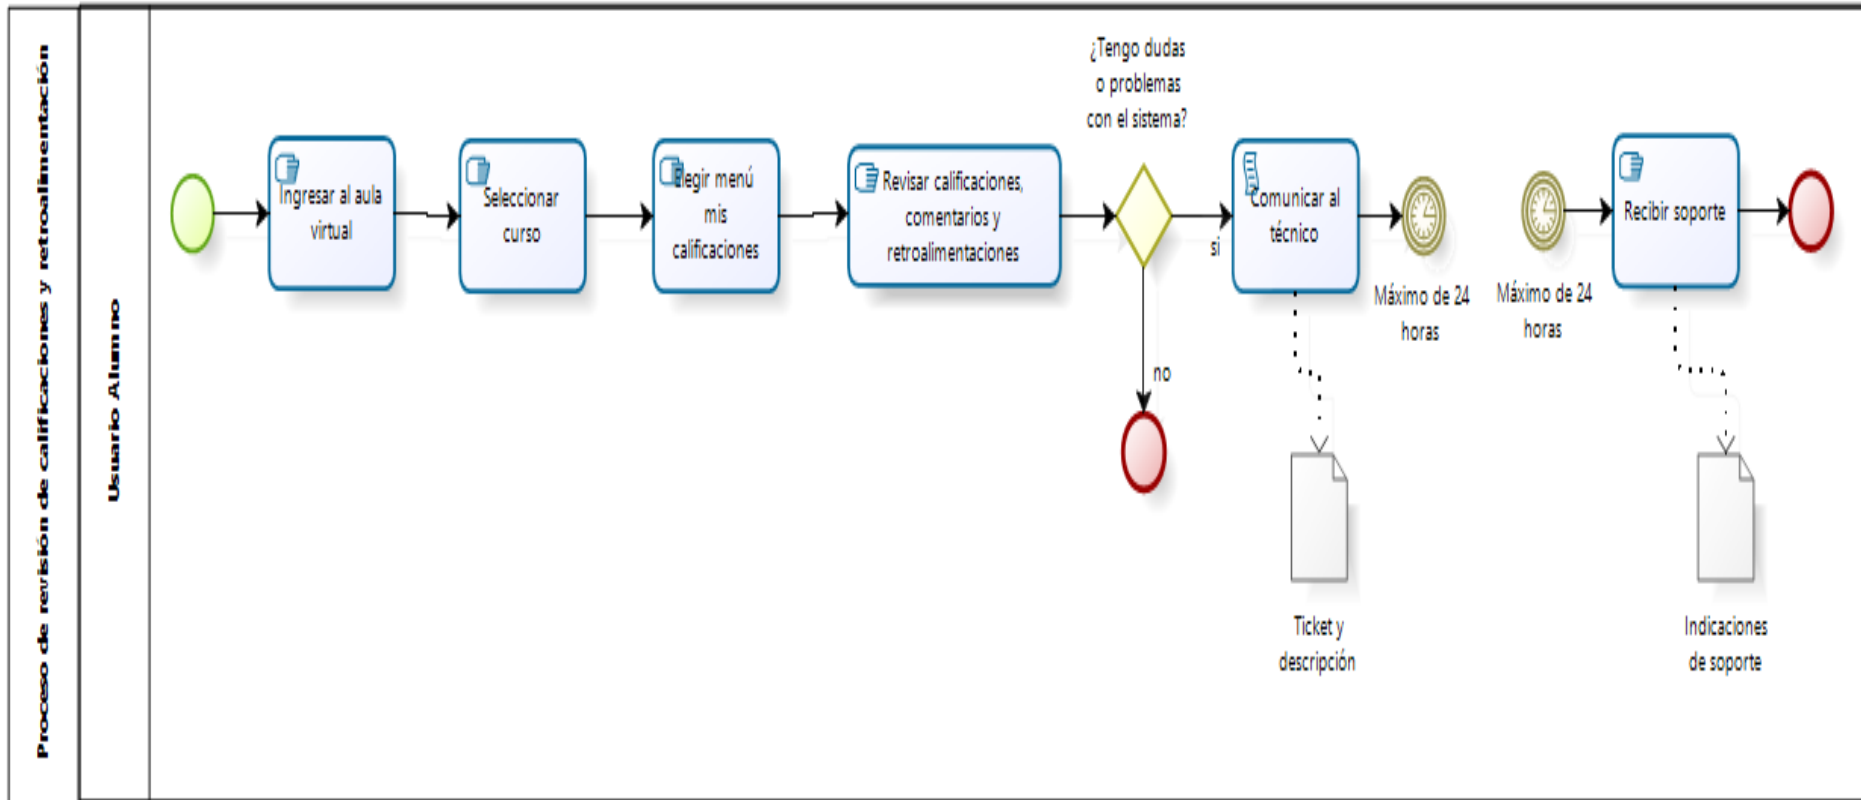 Proceso de revisión de calificaciones y retroalimentación
Usuario Alumno
Ingresar al aula
virtual
Seleccionar
curso
Elegir menú
mis
calificaciones
Revisar calificaciones,
comentarios y
retroalimentaciones
¿Tengo dudas
o problemas
con el sistema?
si
no
Comunicar al
técnico
Máximo de 24
horas
Máximo de 24
horas
Recibir soporte
Ticket y
descripción
Indicaciones
de soporte